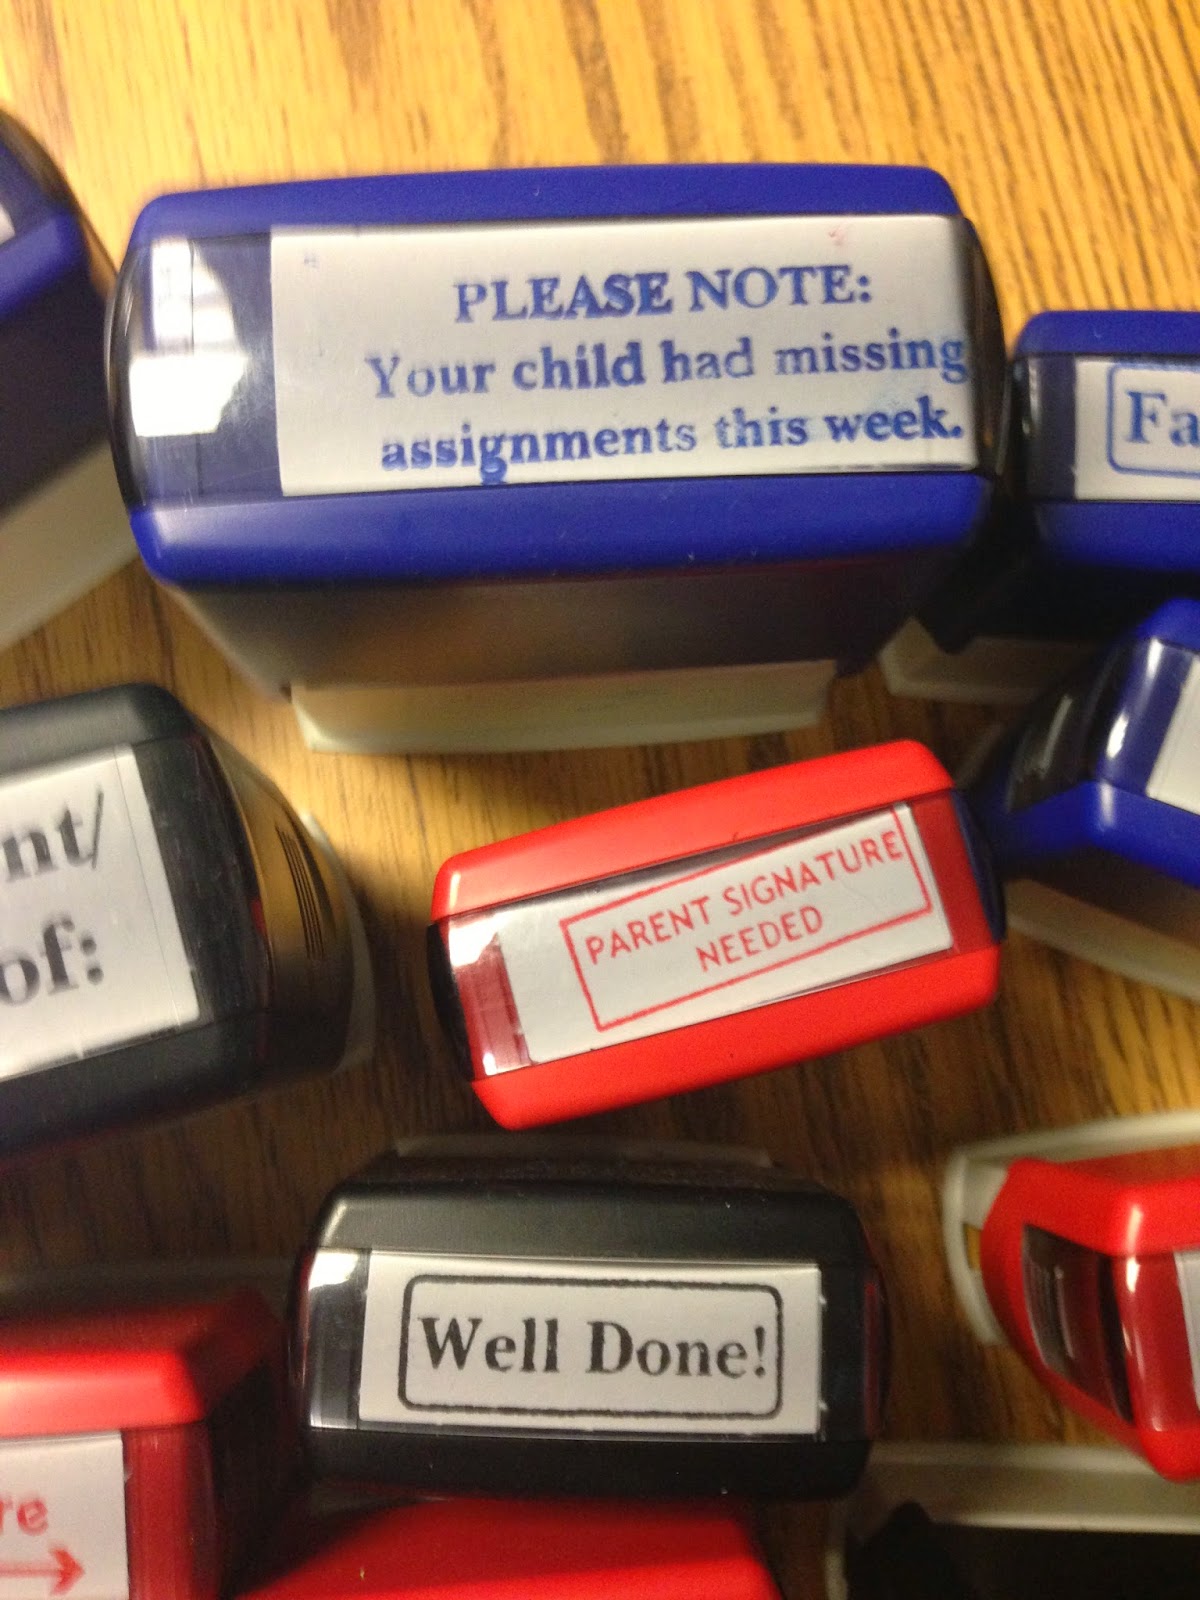 PLEASE NOTE:
Your child had missing
assignments this week.
Fa
nt/
of:
PARENT SIGNATURE
NEEDED
Well Done!
re